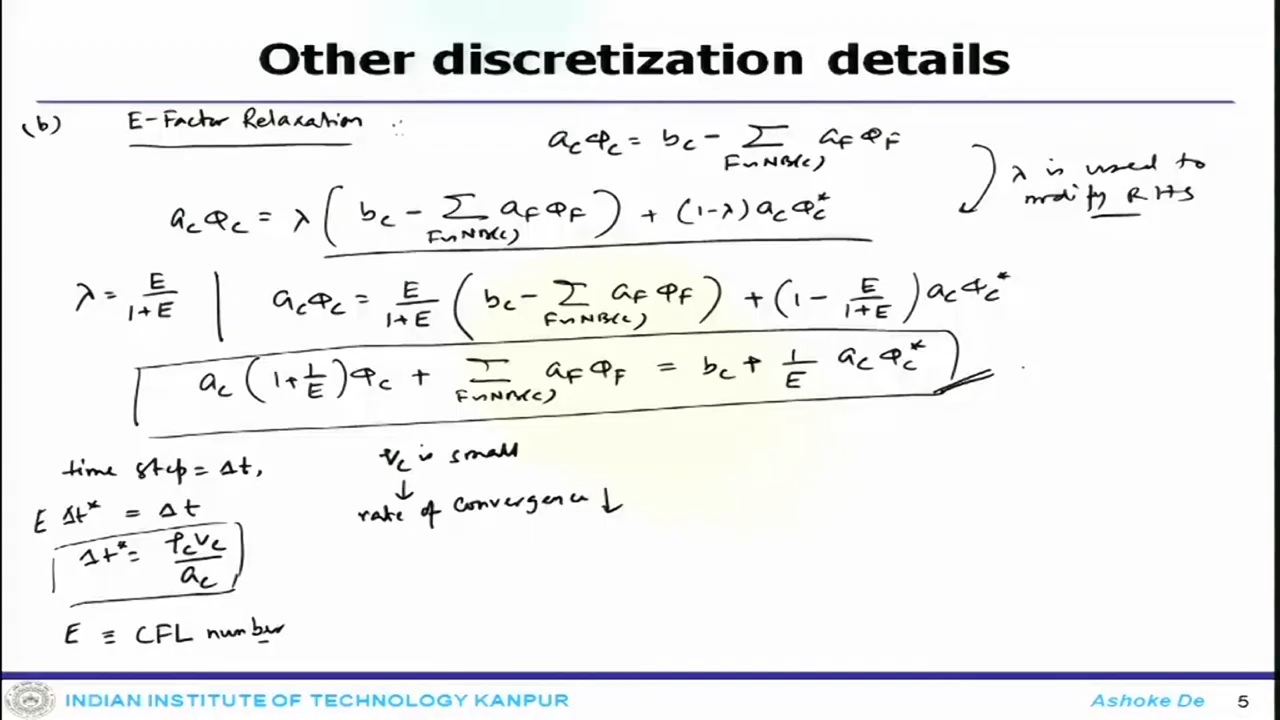 Other discretization details
(b) E-Factor Relaxation :: a_C Φ_C = b_C - Σ_{F~NB(C)} a_F Φ_F
λ is used to
modify RHS
a_C Φ_C = λ ( b_C - Σ_{F~NB(C)} a_F Φ_F ) + (1-λ) a_C Φ_C^*
λ = E/(1+E) | a_C Φ_C = E/(1+E) ( b_C - Σ_{F~NB(C)} a_F Φ_F ) + (1 - E/(1+E)) a_C Φ_C^*
a_C (1+1/E) Φ_C + Σ_{F~NB(C)} a_F Φ_F = b_C + 1/E a_C Φ_C^*
time step = Δt,
E Δt^* = Δt
Δt^* = ρ_C V_C / a_C
E ≡ CFL number
V_C is small
↓
rate of convergence ↓
INDIAN INSTITUTE OF TECHNOLOGY KANPUR
Ashoke De 5